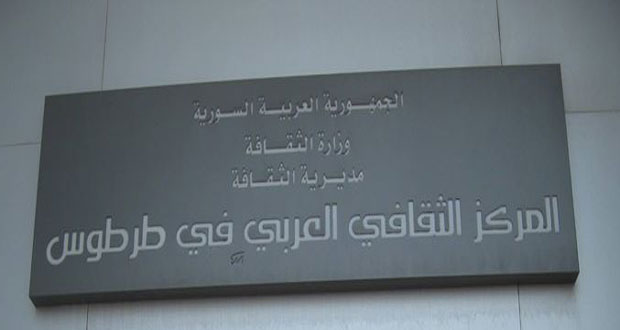 الجمهورية العربية السورية
وزارة الثقافة
مديرية الثقافة
المركز الثقافي العربي في طرطوس